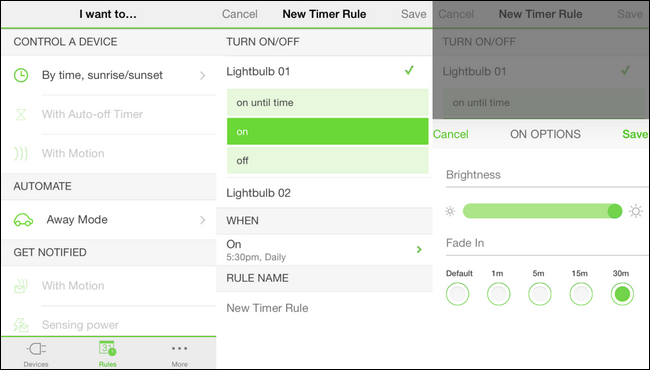 I want to...
CONTROL A DEVICE
By time, sunrise/sunset
With Auto-off Timer
With Motion
AUTOMATE
Away Mode
GET NOTIFIED
With Motion
Sensing power
Devices
31
Rules
More
Cancel
New Timer Rule
Save
TURN ON/OFF
Lightbulb 01
on until time
on
off
Lightbulb 02
WHEN
On
5:30pm, Daily
RULE NAME
New Timer Rule
Cancel
New Timer Rule
Save
TURN ON/OFF
Lightbulb 01
on until time
Cancel
ON OPTIONS
Save
Brightness
Fade In
Default
1m
5m
15m
30m